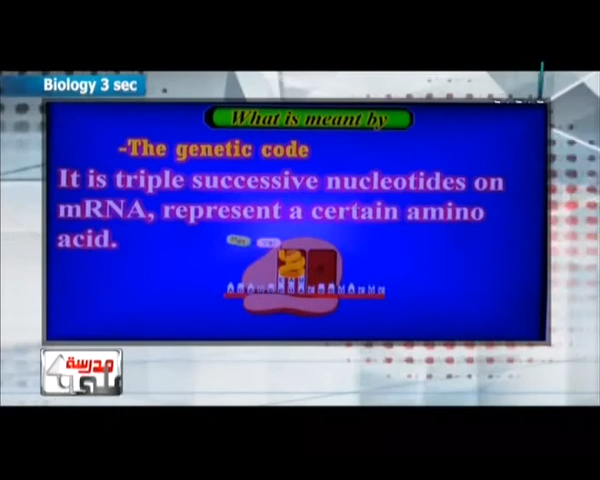 Biology 3 sec
What is meant by
-The genetic code
It is triple successive nucleotides on
mRNA, represent a certain amino
acid.
مدرسة